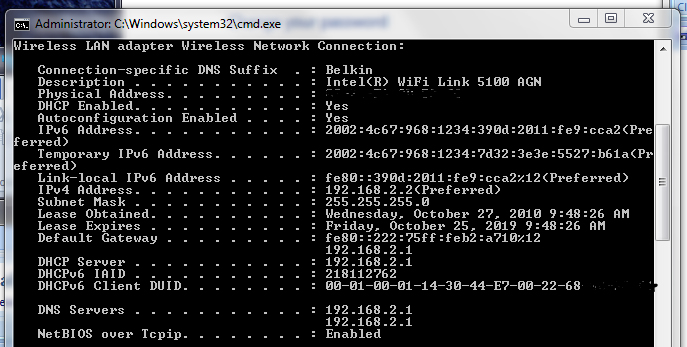 Administrator: C:\Windows\system32\cmd.exe
your password
Wireless LAN adapter Wireless Network Connection:
Connection-specific DNS Suffix . : Belkin
Description . . . . . . . . . . . : Intel(R) WiFi Link 5100 AGN
Physical Address. . . . . . . . . :
DHCP Enabled. . . . . . . . . . . : Yes
Autoconfiguration Enabled . . . . : Yes
IPv6 Address. . . . . . . . . . . : 2002:4c67:968:1234:390d:2011:fe9:cca2(Pre
ferred)
Temporary IPv6 Address. . . . . . : 2002:4c67:968:1234:7d32:3e3e:5527:b61a(Pr
eferred)
Link-local IPv6 Address . . . . . : fe80::390d:2011:fe9:cca2%12(Preferred)
IPv4 Address. . . . . . . . . . . : 192.168.2.2(Preferred)
Subnet Mask . . . . . . . . . . . : 255.255.255.0
Lease Obtained. . . . . . . . . . : Wednesday, October 27, 2010 9:48:26 AM
Lease Expires . . . . . . . . . . : Friday, October 25, 2019 9:48:26 AM
Default Gateway . . . . . . . . . : fe80::222:75ff:feb2:a710%12
192.168.2.1
DHCP Server . . . . . . . . . . . : 192.168.2.1
DHCPv6 IAID . . . . . . . . . . . : 218112762
DHCPv6 Client DUID. . . . . . . . : 00-01-00-01-14-30-44-E7-00-22-68
DNS Servers . . . . . . . . . . . : 192.168.2.1
192.168.2.1
NetBIOS over Tcpip. . . . . . . . : Enabled